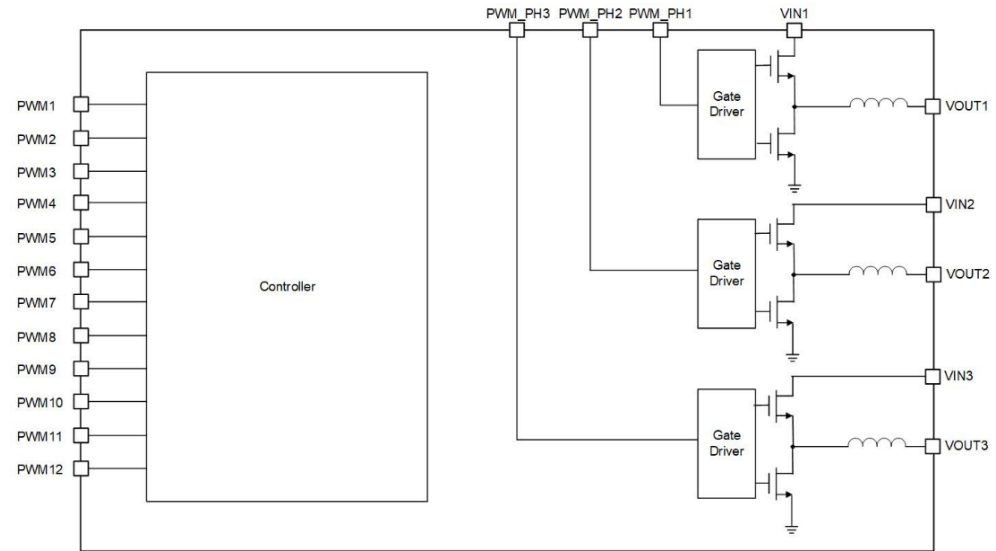 PWM_PH3 PWM_PH2 PWM_PH1 VIN1
PWM1
PWM2
PWM3
PWM4
PWM5
PWM6
PWM7
PWM8
PWM9
PWM10
PWM11
PWM12
Controller
Gate
Driver
VOUT1
VIN2
Gate
Driver
VOUT2
VIN3
Gate
Driver
VOUT3